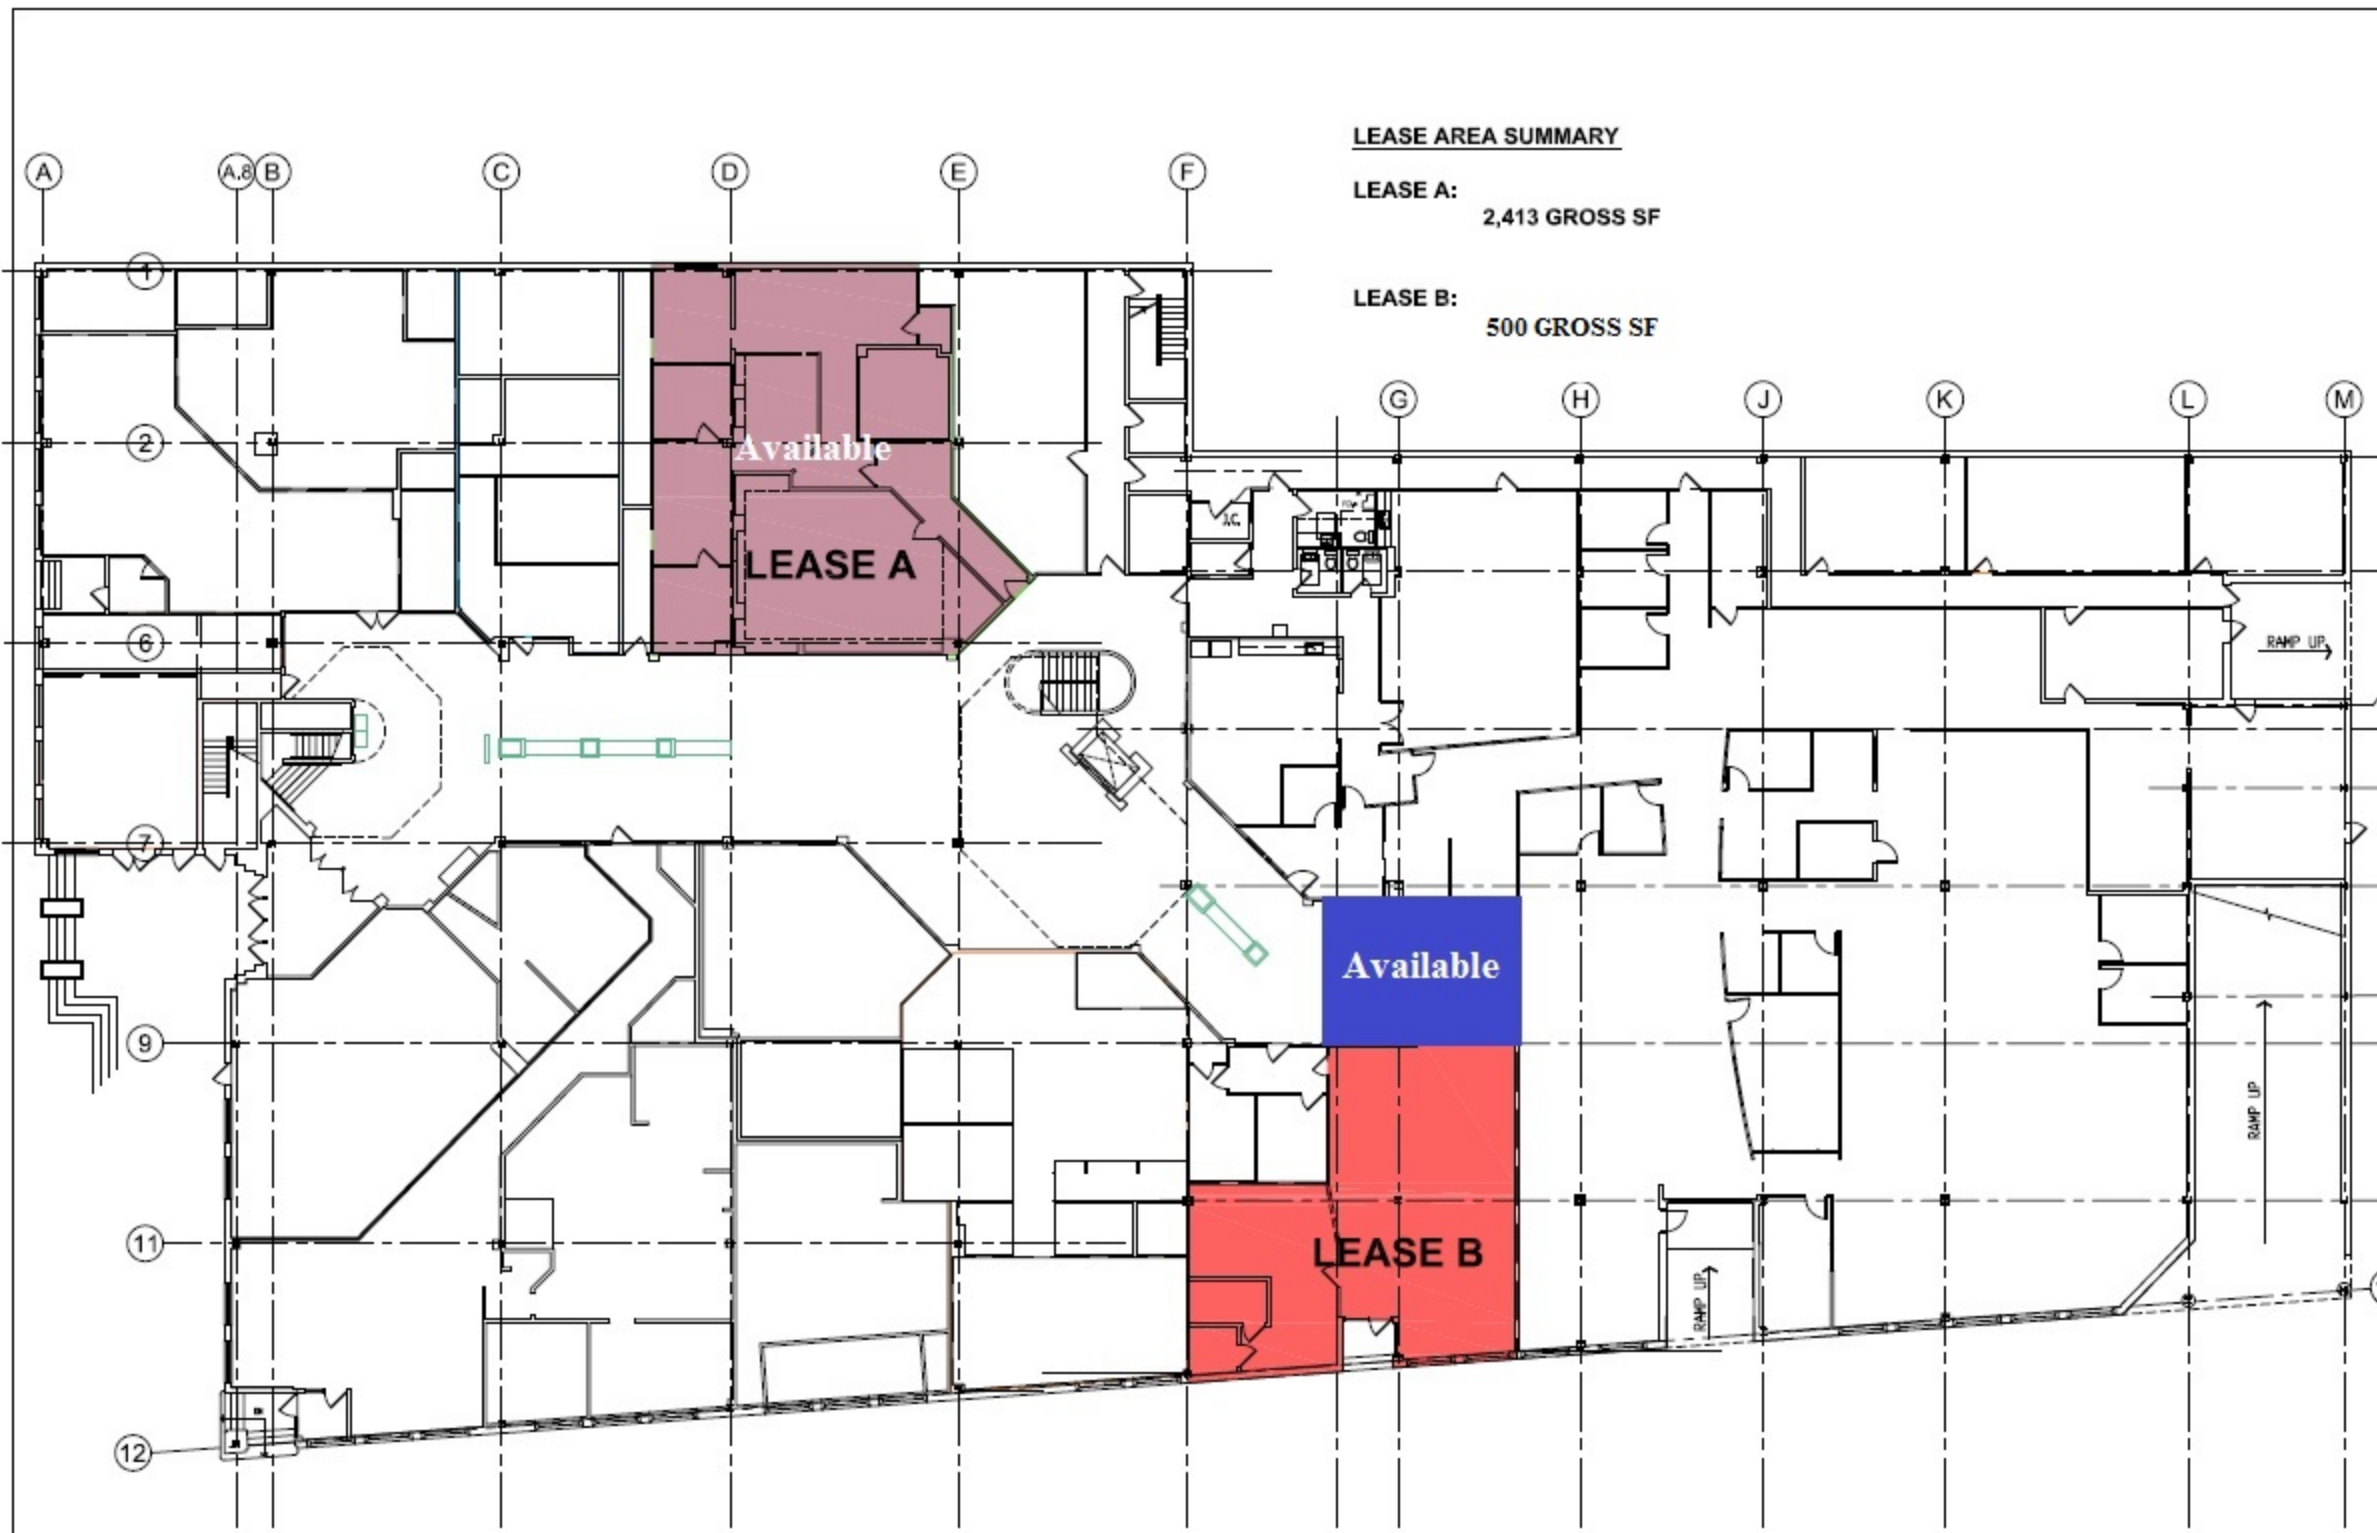 LEASE AREA SUMMARY
LEASE A:
2,413 GROSS SF
LEASE B:
500 GROSS SF
A
A.8
B
C
D
E
F
G
H
J
K
L
M
1
2
Available
LEASE A
J.C.
6
RAMP UP
7
Available
9
RAMP UP
11
LEASE B
RAMP UP
12